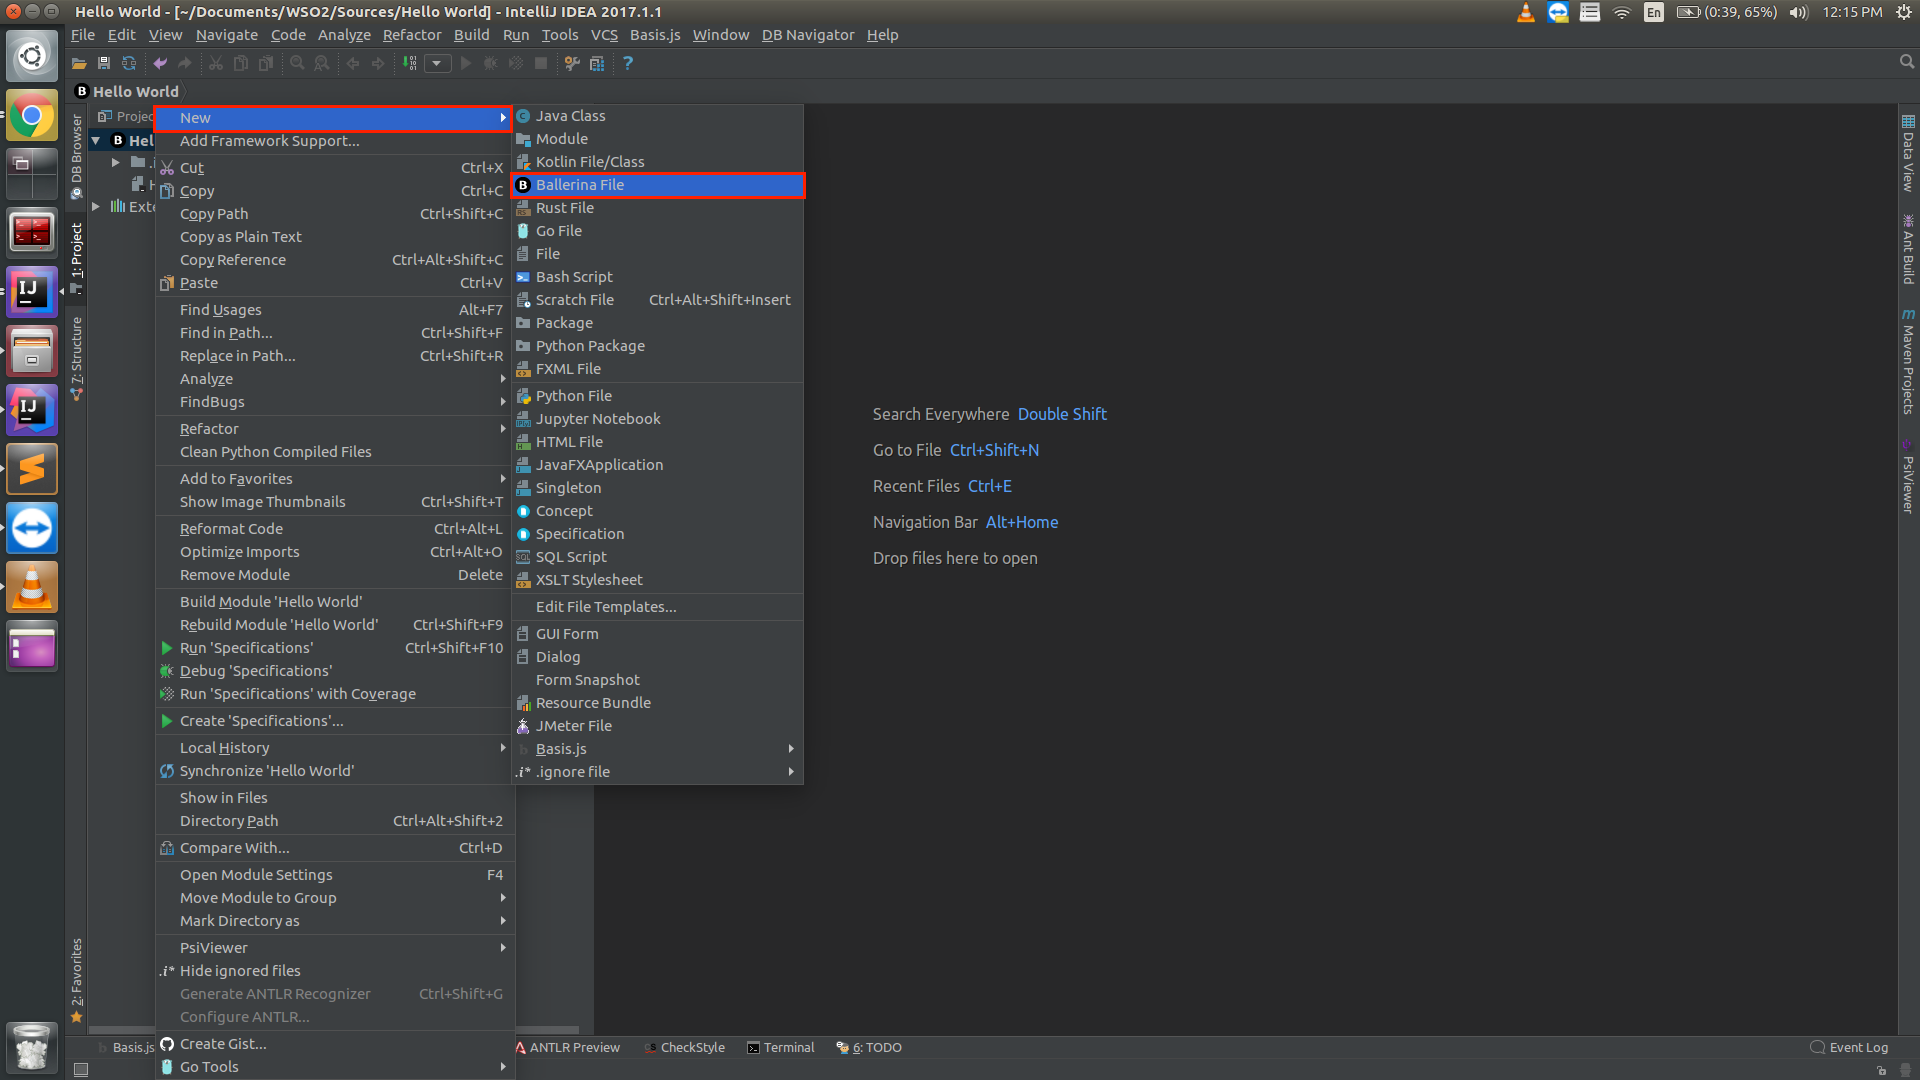 Hello World - [~/Documents/WSO2/Sources/Hello World] - IntelliJ IDEA 2017.1.1
En (0:39, 65%) 12:15 PM
File Edit View Navigate Code Analyze Refactor Build Run Tools VCS Basis.js Window DB Navigator Help
B Hello World
Projec
B Hel
Exte
DB Browser
1: Project
7: Structure
2: Favorites
New
Add Framework Support...
Cut Ctrl+X
Copy Ctrl+C
Copy Path Ctrl+Shift+C
Copy as Plain Text
Copy Reference Ctrl+Alt+Shift+C
Paste Ctrl+V
Find Usages Alt+F7
Find in Path... Ctrl+Shift+F
Replace in Path... Ctrl+Shift+R
Analyze
FindBugs
Refactor
Clean Python Compiled Files
Add to Favorites
Show Image Thumbnails Ctrl+Shift+T
Reformat Code Ctrl+Alt+L
Optimize Imports Ctrl+Alt+O
Remove Module Delete
Build Module 'Hello World'
Rebuild Module 'Hello World' Ctrl+Shift+F9
Run 'Specifications' Ctrl+Shift+F10
Debug 'Specifications'
Run 'Specifications' with Coverage
Create 'Specifications'...
Local History
Synchronize 'Hello World'
Show in Files
Directory Path Ctrl+Alt+Shift+2
Compare With... Ctrl+D
Open Module Settings F4
Move Module to Group
Mark Directory as
PsiViewer
.i* Hide ignored files
Generate ANTLR Recognizer Ctrl+Shift+G
Configure ANTLR...
Create Gist...
Go Tools
Java Class
Module
Kotlin File/Class
B Ballerina File
Rust File
Go File
File
Bash Script
Scratch File Ctrl+Alt+Shift+Insert
Package
Python Package
FXML File
Python File
Jupyter Notebook
HTML File
JavaFXApplication
Singleton
Concept
Specification
SQL Script
XSLT Stylesheet
Edit File Templates...
GUI Form
Dialog
Form Snapshot
Resource Bundle
JMeter File
Basis.js
.i* .ignore file
Search Everywhere Double Shift
Go to File Ctrl+Shift+N
Recent Files Ctrl+E
Navigation Bar Alt+Home
Drop files here to open
Data View
Ant Build
Maven Projects
PsiViewer
Basis.js ANTLR Preview CheckStyle Terminal 6: TODO Event Log